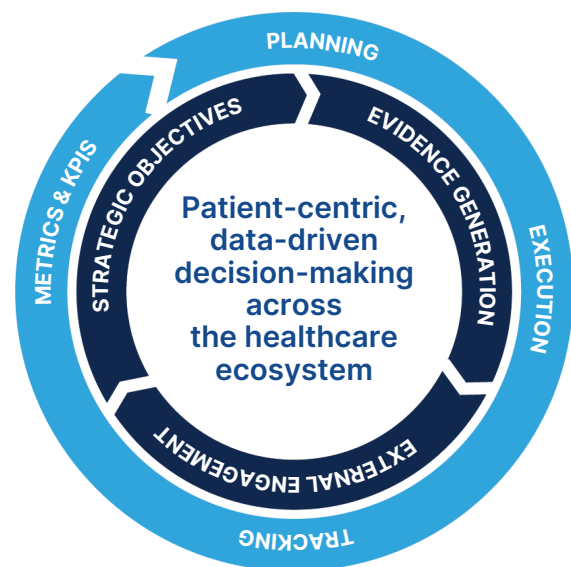 PLANNING
EXECUTION
TRACKING
METRICS & KPIS
STRATEGIC OBJECTIVES
EVIDENCE GENERATION
EXTERNAL ENGAGEMENT
Patient-centric,
data-driven
decision-making
across
the healthcare
ecosystem